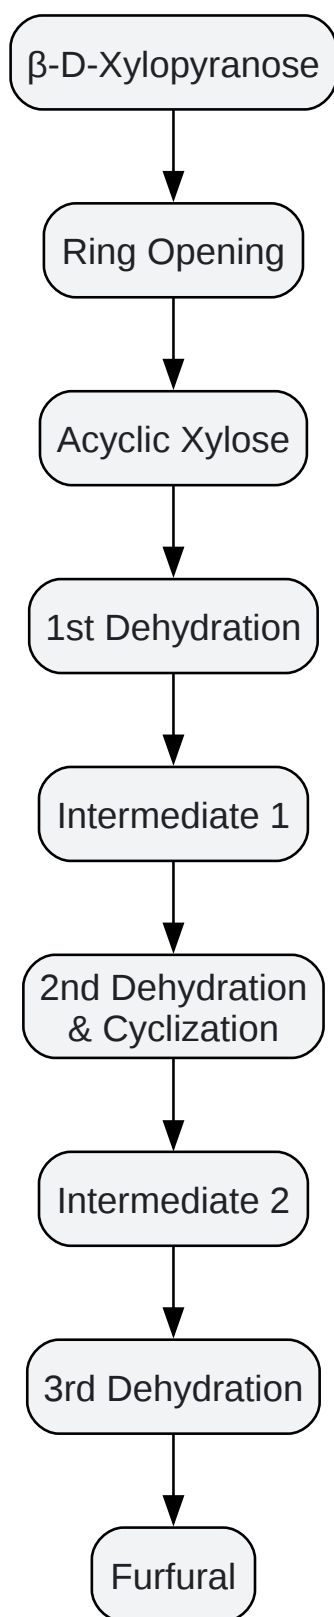 β-D-Xylopyranose
Ring Opening
Acyclic Xylose
1st Dehydration
Intermediate 1
2nd Dehydration
& Cyclization
Intermediate 2
3rd Dehydration
Furfural